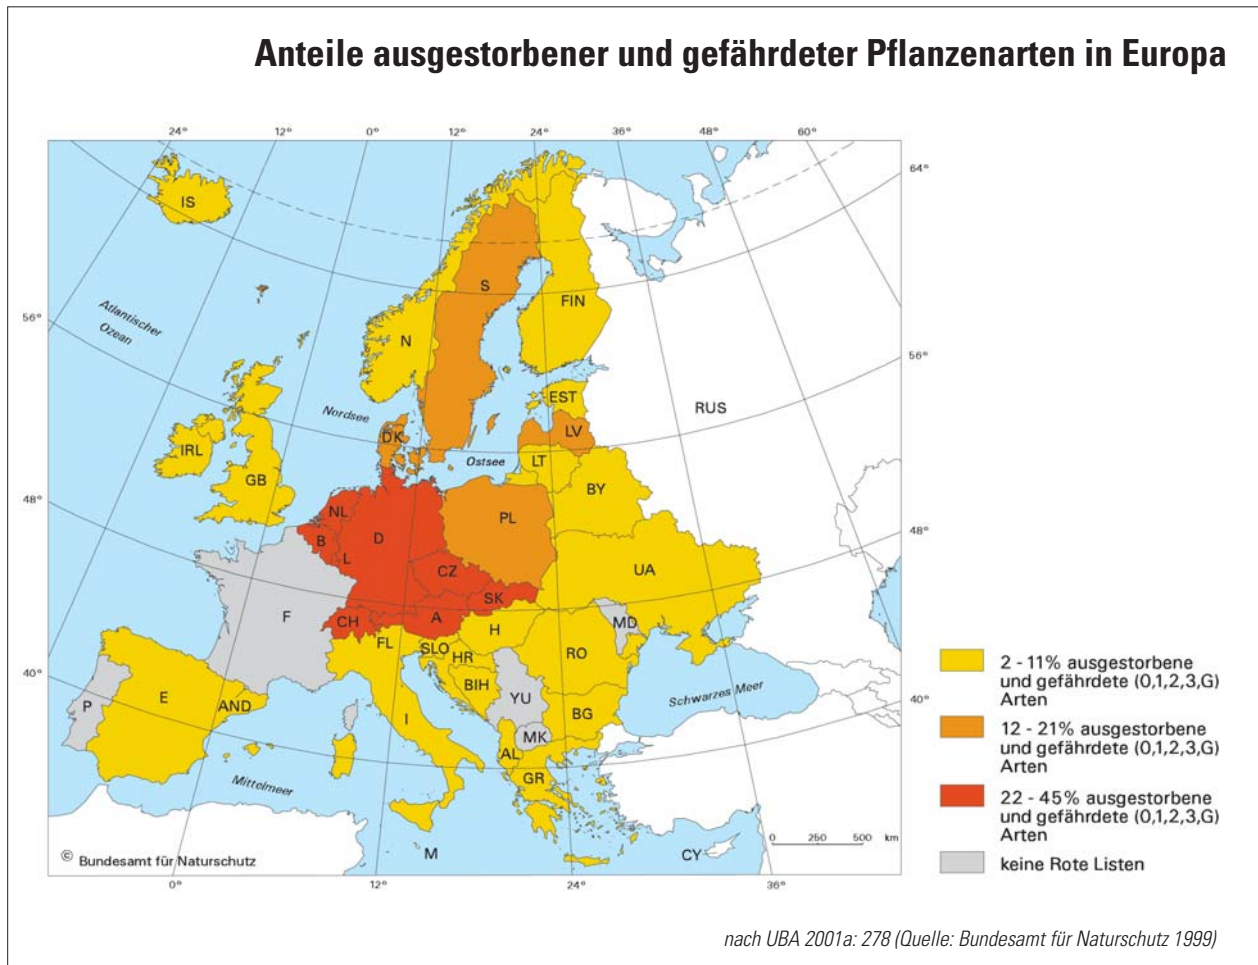 Anteile ausgestorbener und gefährdeter Pflanzenarten in Europa
24° 12° 0° 12° 24° 36° 48° 60°
64°
56°
48°
40°
56°
48°
40°
0° 12° 24° 36°
IS
Atlantischer
Ozean
S
FIN
N
Nordsee
EST
RUS
DK
LV
IRL
Ostsee
LT
GB
BY
NL
PL
B
D
L
CZ
UA
SK
F
CH
A
MD
H
FL
SLO
HR
RO
BIH
YU
Schwarzes Meer
P
E
AND
BG
I
MK
AL
GR
Mittelmeer
M
CY
0 250 500 km
© Bundesamt für Naturschutz
2 - 11% ausgestorbene
und gefährdete (0,1,2,3,G)
Arten
12 - 21% ausgestorbene
und gefährdete (0,1,2,3,G)
Arten
22 - 45% ausgestorbene
und gefährdete (0,1,2,3,G)
Arten
keine Rote Listen
nach UBA 2001a: 278 (Quelle: Bundesamt für Naturschutz 1999)